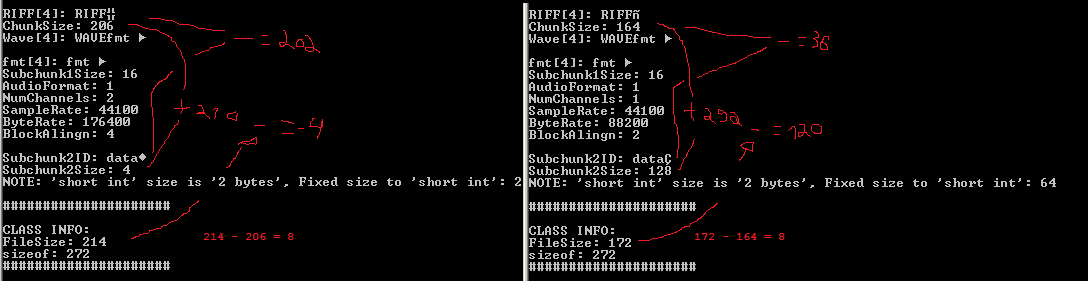 RIFF[4]: RIFF╬
ChunkSize: 206
Wave[4]: WAVEfmt ►
fmt[4]: fmt ►
Subchunk1Size: 16
AudioFormat: 1
NumChannels: 2
SampleRate: 44100
ByteRate: 176400
BlockAlingn: 4
Subchunk2ID: data♦
Subchunk2Size: 4
NOTE: 'short int' size is '2 bytes', Fixed size to 'short int': 2
#####################
CLASS INFO:
FileSize: 214
sizeof: 272
#####################
- = 202
+ 210
- = -4
214 - 206 = 8
RIFF[4]: RIFFñ
ChunkSize: 164
Wave[4]: WAVEfmt ►
fmt[4]: fmt ►
Subchunk1Size: 16
AudioFormat: 1
NumChannels: 1
SampleRate: 44100
ByteRate: 88200
BlockAlingn: 2
Subchunk2ID: dataÇ
Subchunk2Size: 128
NOTE: 'short int' size is '2 bytes', Fixed size to 'short int': 64
#####################
CLASS INFO:
FileSize: 172
sizeof: 272
#####################
- = 36
+ 292
- = 120
172 - 164 = 8